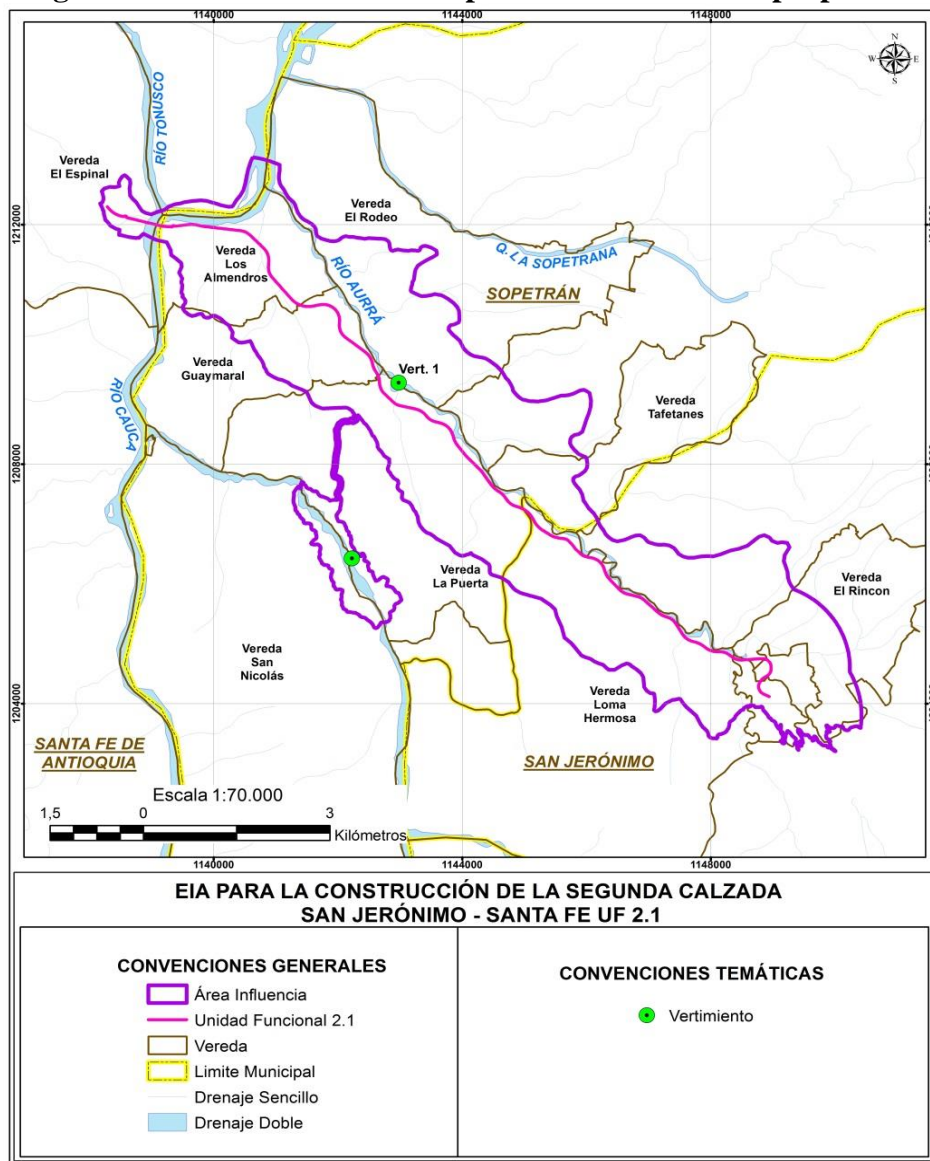 1140000
1144000
1148000
N
W
E
S
RÍO TONUSCO
Vereda
El Espinal
Vereda
El Rodeo
1212000
Vereda
Los
Almendros
Q. LA SOPETRANA
RÍO AURRÁ
SOPETRÁN
Vereda
Guaymaral
Vert. 1
RÍO CAUCA
Vereda
Tafetanes
1208000
Vereda
La Puerta
Vereda
El Rincon
Vereda
San
Nicolás
Vereda
Loma
Hermosa
1204000
SANTA FE DE
ANTIOQUIA
SAN JERÓNIMO
Escala 1:70.000
1,5 0 3
Kilómetros
1140000
1144000
1148000
EIA PARA LA CONSTRUCCIÓN DE LA SEGUNDA CALZADA
SAN JERÓNIMO - SANTA FE UF 2.1
CONVENCIONES GENERALES
Área Influencia
Unidad Funcional 2.1
Vereda
Limite Municipal
Drenaje Sencillo
Drenaje Doble
CONVENCIONES TEMÁTICAS
Vertimiento